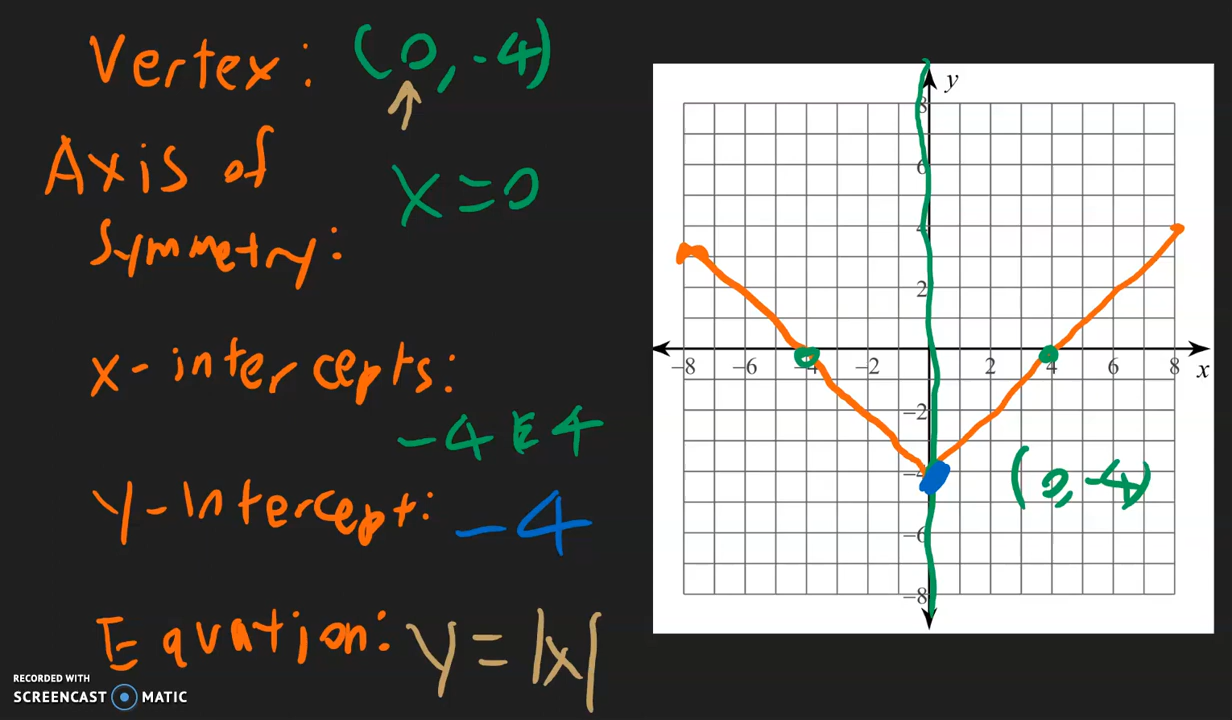 Vertex: (0, -4)
Axis of
Symmetry:
x = 0
x-intercepts:
-4 & 4
y-intercept: -4
Equation: y = |x|
RECORDED WITH
SCREENCAST MATIC
y
8
6
4
2
-8 -6 -4 -2 2 4 6 8 x
-2
-4
(0, -4)
-6
-8